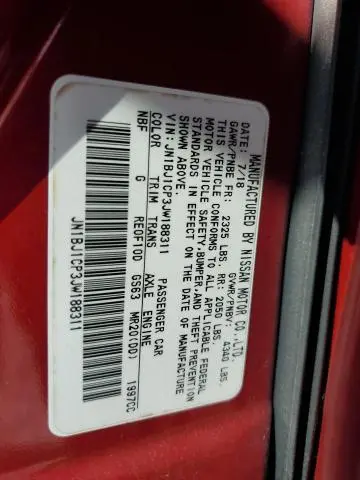 MANUFACTURED BY NISSAN MOTOR CO.,LTD.
DATE: 7/18 GVWR/PNBV: 4340 LBS.
GAWR/PNBE FR: 2325 LBS. RR: 2050 LBS.
THIS VEHICLE CONFORMS TO ALL APPLICABLE FEDERAL
MOTOR VEHICLE SAFETY,BUMPER,AND THEFT PREVENTION
STANDARDS IN EFFECT ON THE DATE OF MANUFACTURE
SHOWN ABOVE.
VIN: JN1BJ1CP3JW188311 PASSENGER CAR
COLOR TRIM TRANS AXLE ENGINE
NBF G RE0F10D GS63 MR20(DD) 1997CC
JN1BJ1CP3JW188311